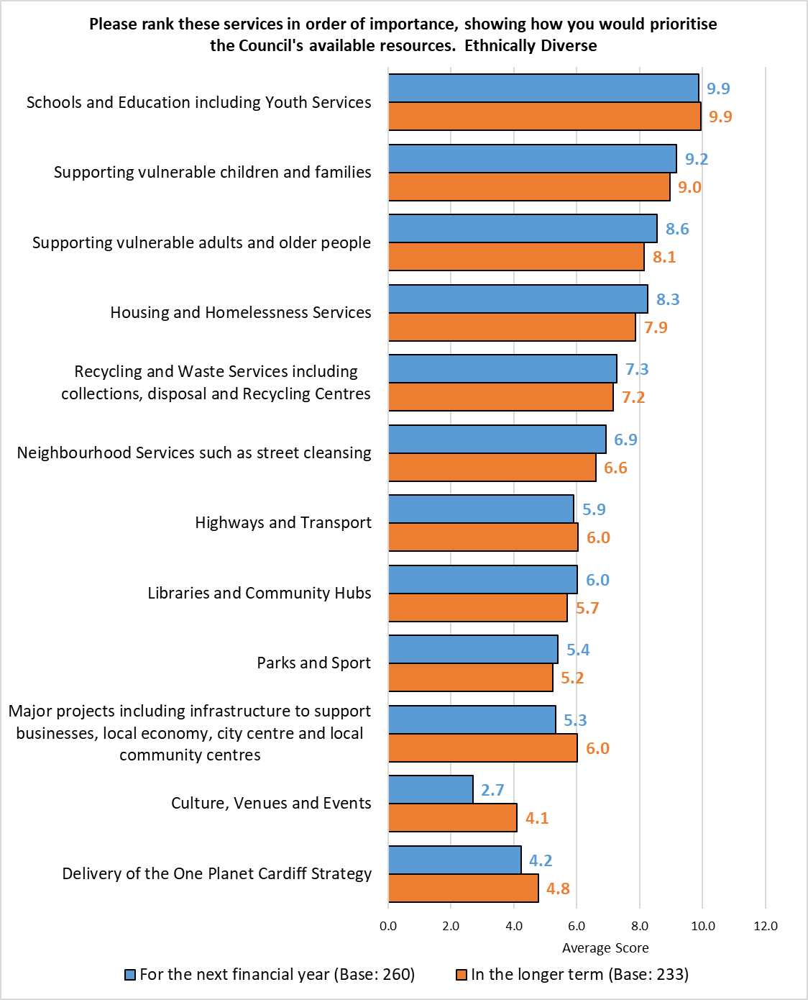 Please rank these services in order of importance, showing how you would prioritise
the Council's available resources.  Ethnically Diverse
Schools and Education including Youth Services
9.9
9.9
Supporting vulnerable children and families
9.2
9.0
Supporting vulnerable adults and older people
8.6
8.1
Housing and Homelessness Services
8.3
7.9
Recycling and Waste Services including
collections, disposal and Recycling Centres
7.3
7.2
Neighbourhood Services such as street cleansing
6.9
6.6
Highways and Transport
5.9
6.0
Libraries and Community Hubs
6.0
5.7
Parks and Sport
5.4
5.2
Major projects including infrastructure to support
businesses, local economy, city centre and local
community centres
5.3
6.0
Culture, Venues and Events
2.7
4.1
Delivery of the One Planet Cardiff Strategy
4.2
4.8
0.0 2.0 4.0 6.0 8.0 10.0 12.0
Average Score
For the next financial year (Base: 260) In the longer term (Base: 233)